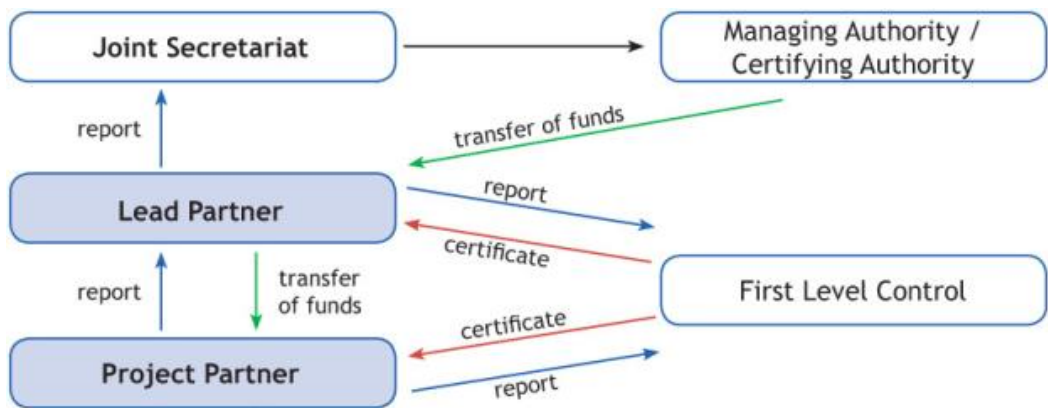 Joint Secretariat
Managing Authority /
Certifying Authority
report
transfer of funds
Lead Partner
report
certificate
report
transfer
of funds
First Level Control
certificate
Project Partner
report